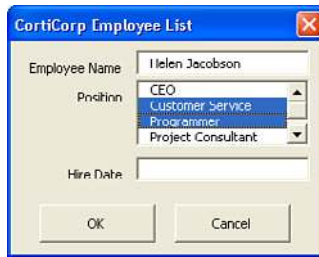 CortiCorp Employee List
Employee Name Helen Jacobson
Position CEO
Customer Service
Programmer
Project Consultant
Hire Date
OK Cancel